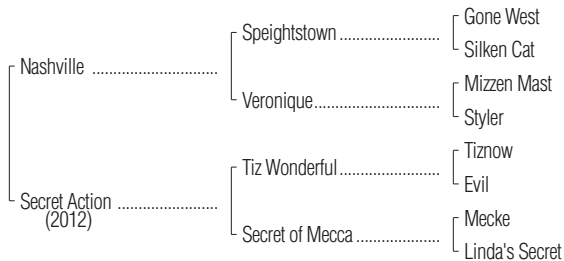 Gone West
Speightstown
Silken Cat
Nashville
Mizzen Mast
Veronique
Styler
Tiznow
Tiz Wonderful
Evil
Secret Action
(2012)
Mecke
Secret of Mecca
Linda's Secret